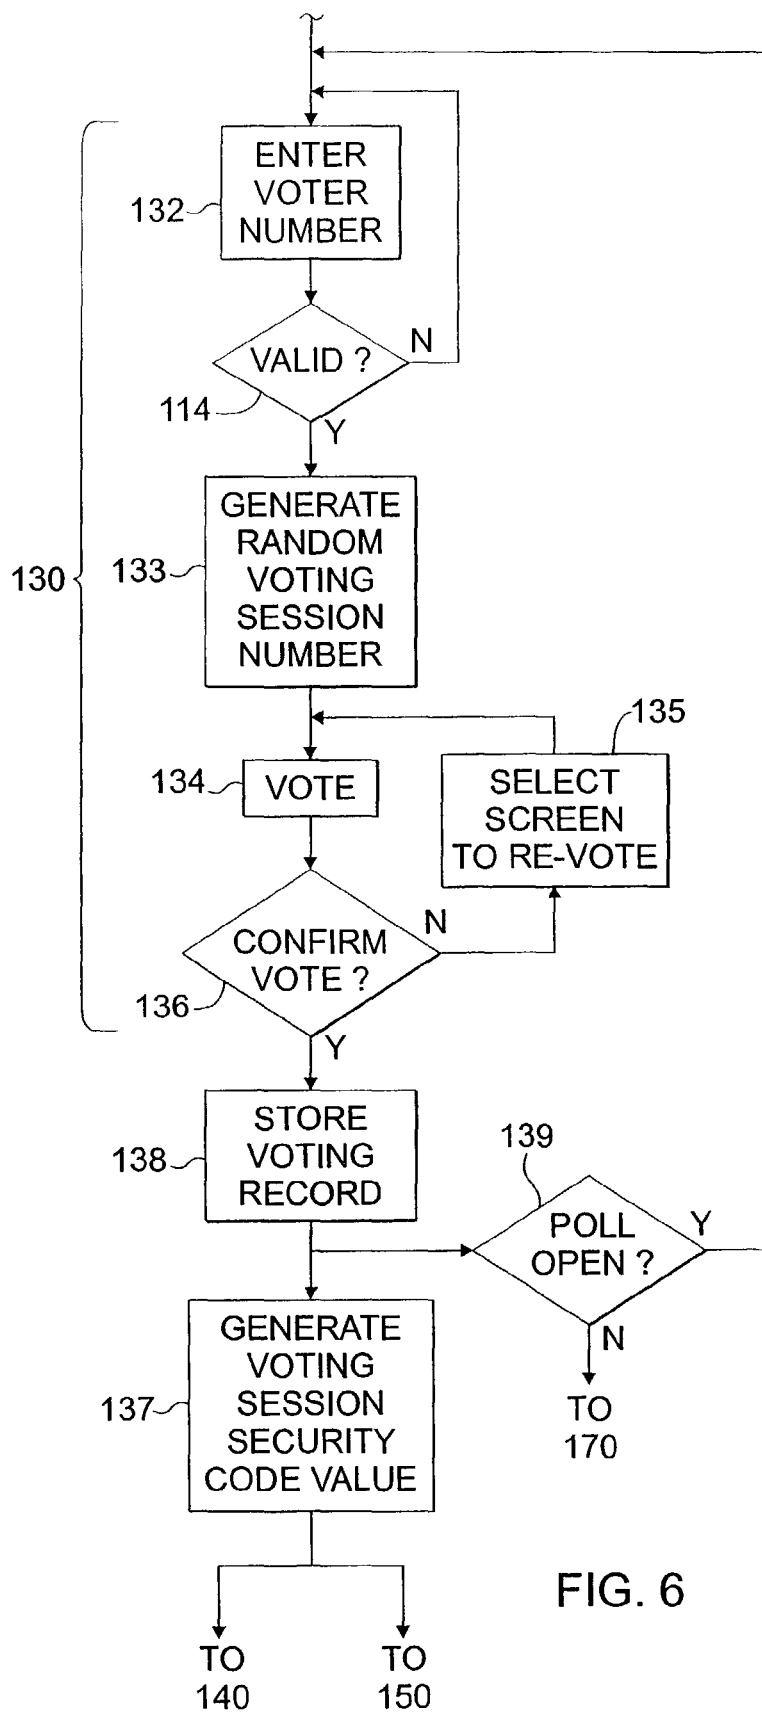 ENTER
VOTER
NUMBER
132
VALID ?
N
114
Y
GENERATE
RANDOM
VOTING
SESSION
NUMBER
133
130
135
SELECT
SCREEN
TO RE-VOTE
134
VOTE
CONFIRM
VOTE ?
N
136
Y
STORE
VOTING
RECORD
138
139
POLL
OPEN ?
Y
N
TO
170
GENERATE
VOTING
SESSION
SECURITY
CODE VALUE
137
TO
140
TO
150
FIG. 6